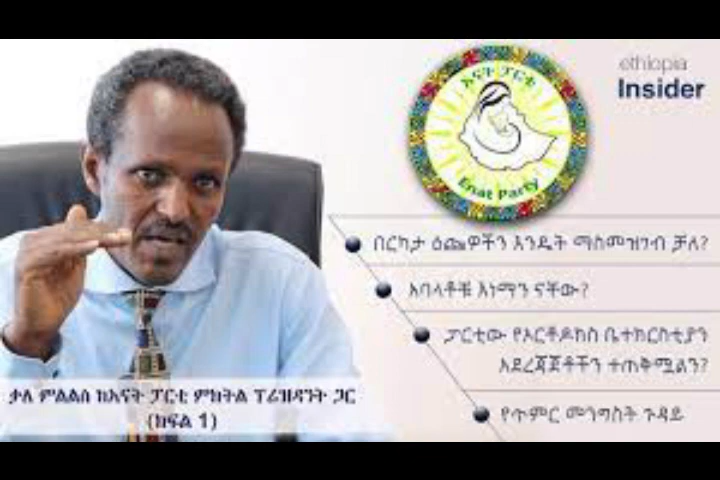 ethiopia
Insider
እናት ፓርቲ
Enat Party
በርካታ ዕጩዎችን እንዴት ማስመዝገብ ቻለ?
አባላቶቹ እነማን ናቸው?
ፓርቲው የኦርቶዶክስ ቤተክርስቲያን
አደረጃጀቶችን ተጠቅሟልን?
የጥምር መንግስት ጉዳይ
ቃለ ምልልስ ከእናት ፓርቲ ምክትል ፕሬዝዳንት ጋር
(ክፍል 1)